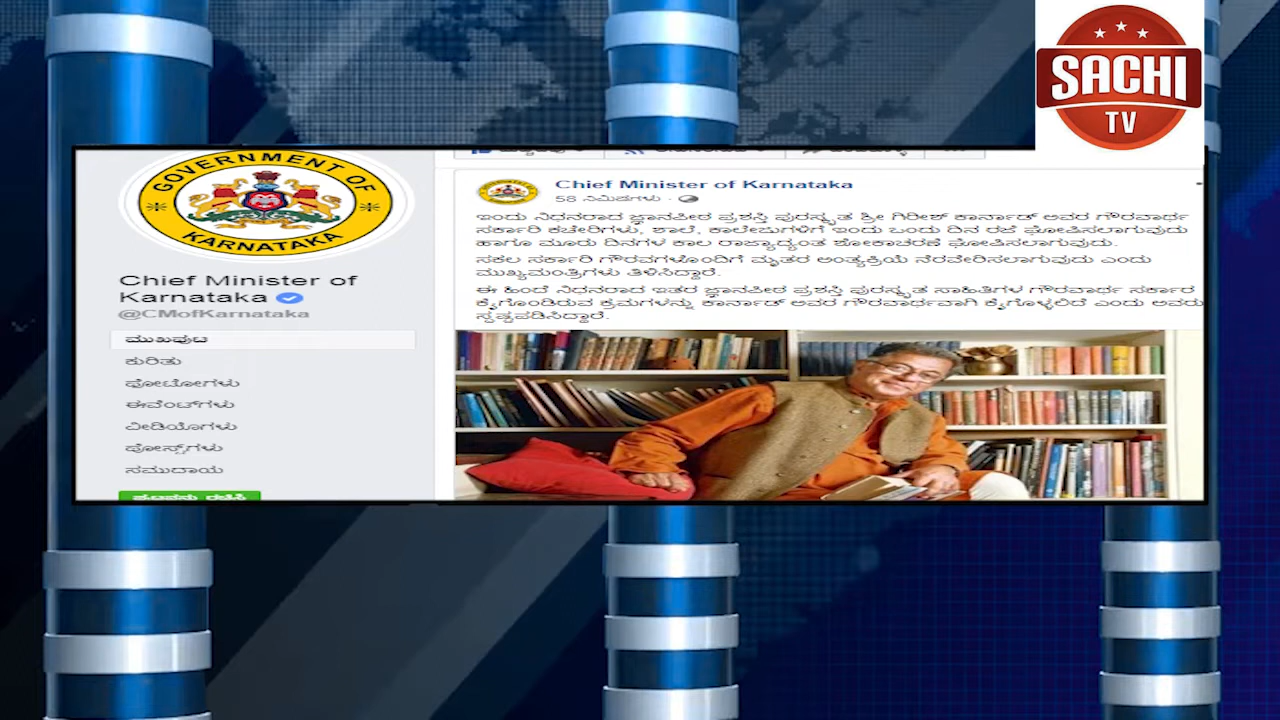 SACHI
TV
GOVERNMENT OF
KARNATAKA
Chief Minister of
Karnataka
@CMofKarnataka
ಮುಖಪುಟ
ಕುರಿತು
ಫೋಟೋಗಳು
ಈವೆಂಟ್‌ಗಳು
ವೀಡಿಯೊಗಳು
ಪೋಸ್ಟ್‌ಗಳು
ಸಮುದಾಯ
Chief Minister of Karnataka
58 ನಿಮಿಷಗಳು ·
ಇಂದು ನಿಧನರಾದ ಜ್ಞಾನಪೀಠ ಪ್ರಶಸ್ತಿ ಪುರಸ್ಕೃತ ಶ್ರೀ ಗಿರೀಶ್ ಕಾರ್ನಾಡ್ ಅವರ ಗೌರವಾರ್ಥ
ಸರ್ಕಾರಿ ಕಚೇರಿಗಳು, ಶಾಲೆ, ಕಾಲೇಜುಗಳಿಗೆ ಇಂದು ಒಂದು ದಿನ ರಜೆ ಘೋಷಿಸಲಾಗುವುದು
ಹಾಗೂ ಮೂರು ದಿನಗಳ ಕಾಲ ರಾಜ್ಯಾದ್ಯಂತ ಶೋಕಾಚರಣೆ ಘೋಷಿಸಲಾಗುವುದು.
ಸಕಲ ಸರ್ಕಾರಿ ಗೌರವಗಳೊಂದಿಗೆ ಮೃತರ ಅಂತ್ಯಕ್ರಿಯೆ ನೆರವೇರಿಸಲಾಗುವುದು ಎಂದು
ಮುಖ್ಯಮಂತ್ರಿಗಳು ತಿಳಿಸಿದ್ದಾರೆ.
ಈ ಹಿಂದೆ ನಿಧನರಾದ ಇತರ ಜ್ಞಾನಪೀಠ ಪ್ರಶಸ್ತಿ ಪುರಸ್ಕೃತ ಸಾಹಿತಿಗಳ ಗೌರವಾರ್ಥ ಸರ್ಕಾರ
ಕೈಗೊಂಡಿರುವ ಕ್ರಮಗಳನ್ನು ಕಾರ್ನಾಡ್ ಅವರ ಗೌರವಾರ್ಥವಾಗಿ ಕೈಗೊಳ್ಳಲಿದೆ ಎಂದು ಅವರು
ಸ್ಪಷ್ಟಪಡಿಸಿದ್ದಾರೆ.